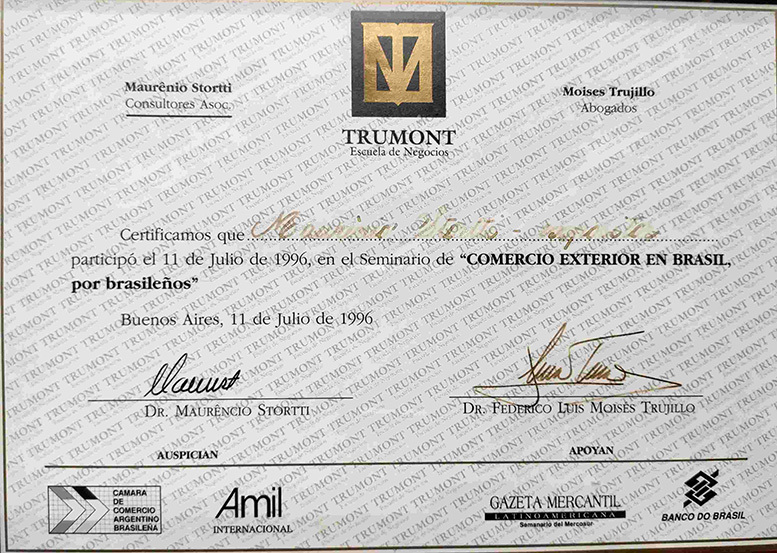 Maurênio Stortti
Consultores Asoc.
TRUMONT
Escuela de Negocios
Moises Trujillo
Abogados
Certificamos que
participó el 11 de Julio de 1996, en el Seminario de “COMERCIO EXTERIOR EN BRASIL,
por brasileños”
Buenos Aires, 11 de Julio de 1996
DR. MAURÊNCIO STORTTI
DR. FEDERICO LUIS MOISÉS TRUJILLO
AUSPICIAN
APOYAN
CAMARA
DE
COMERCIO
ARGENTINO
BRASILEÑA
Amil
INTERNACIONAL
GAZETA MERCANTIL
LATINOAMERICANA
Semanario del Mercosur
BANCO DO BRASIL